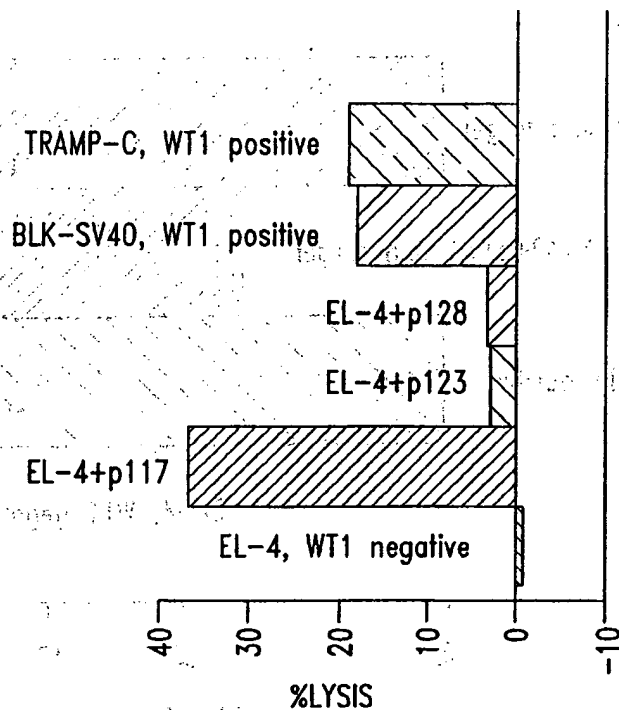 TRAMP-C, WT1 positive
BLK-SV40, WT1 positive
EL-4+p128
EL-4+p123
EL-4+p117
EL-4, WT1 negative
40 30 20 10 0 -10
%LYSIS